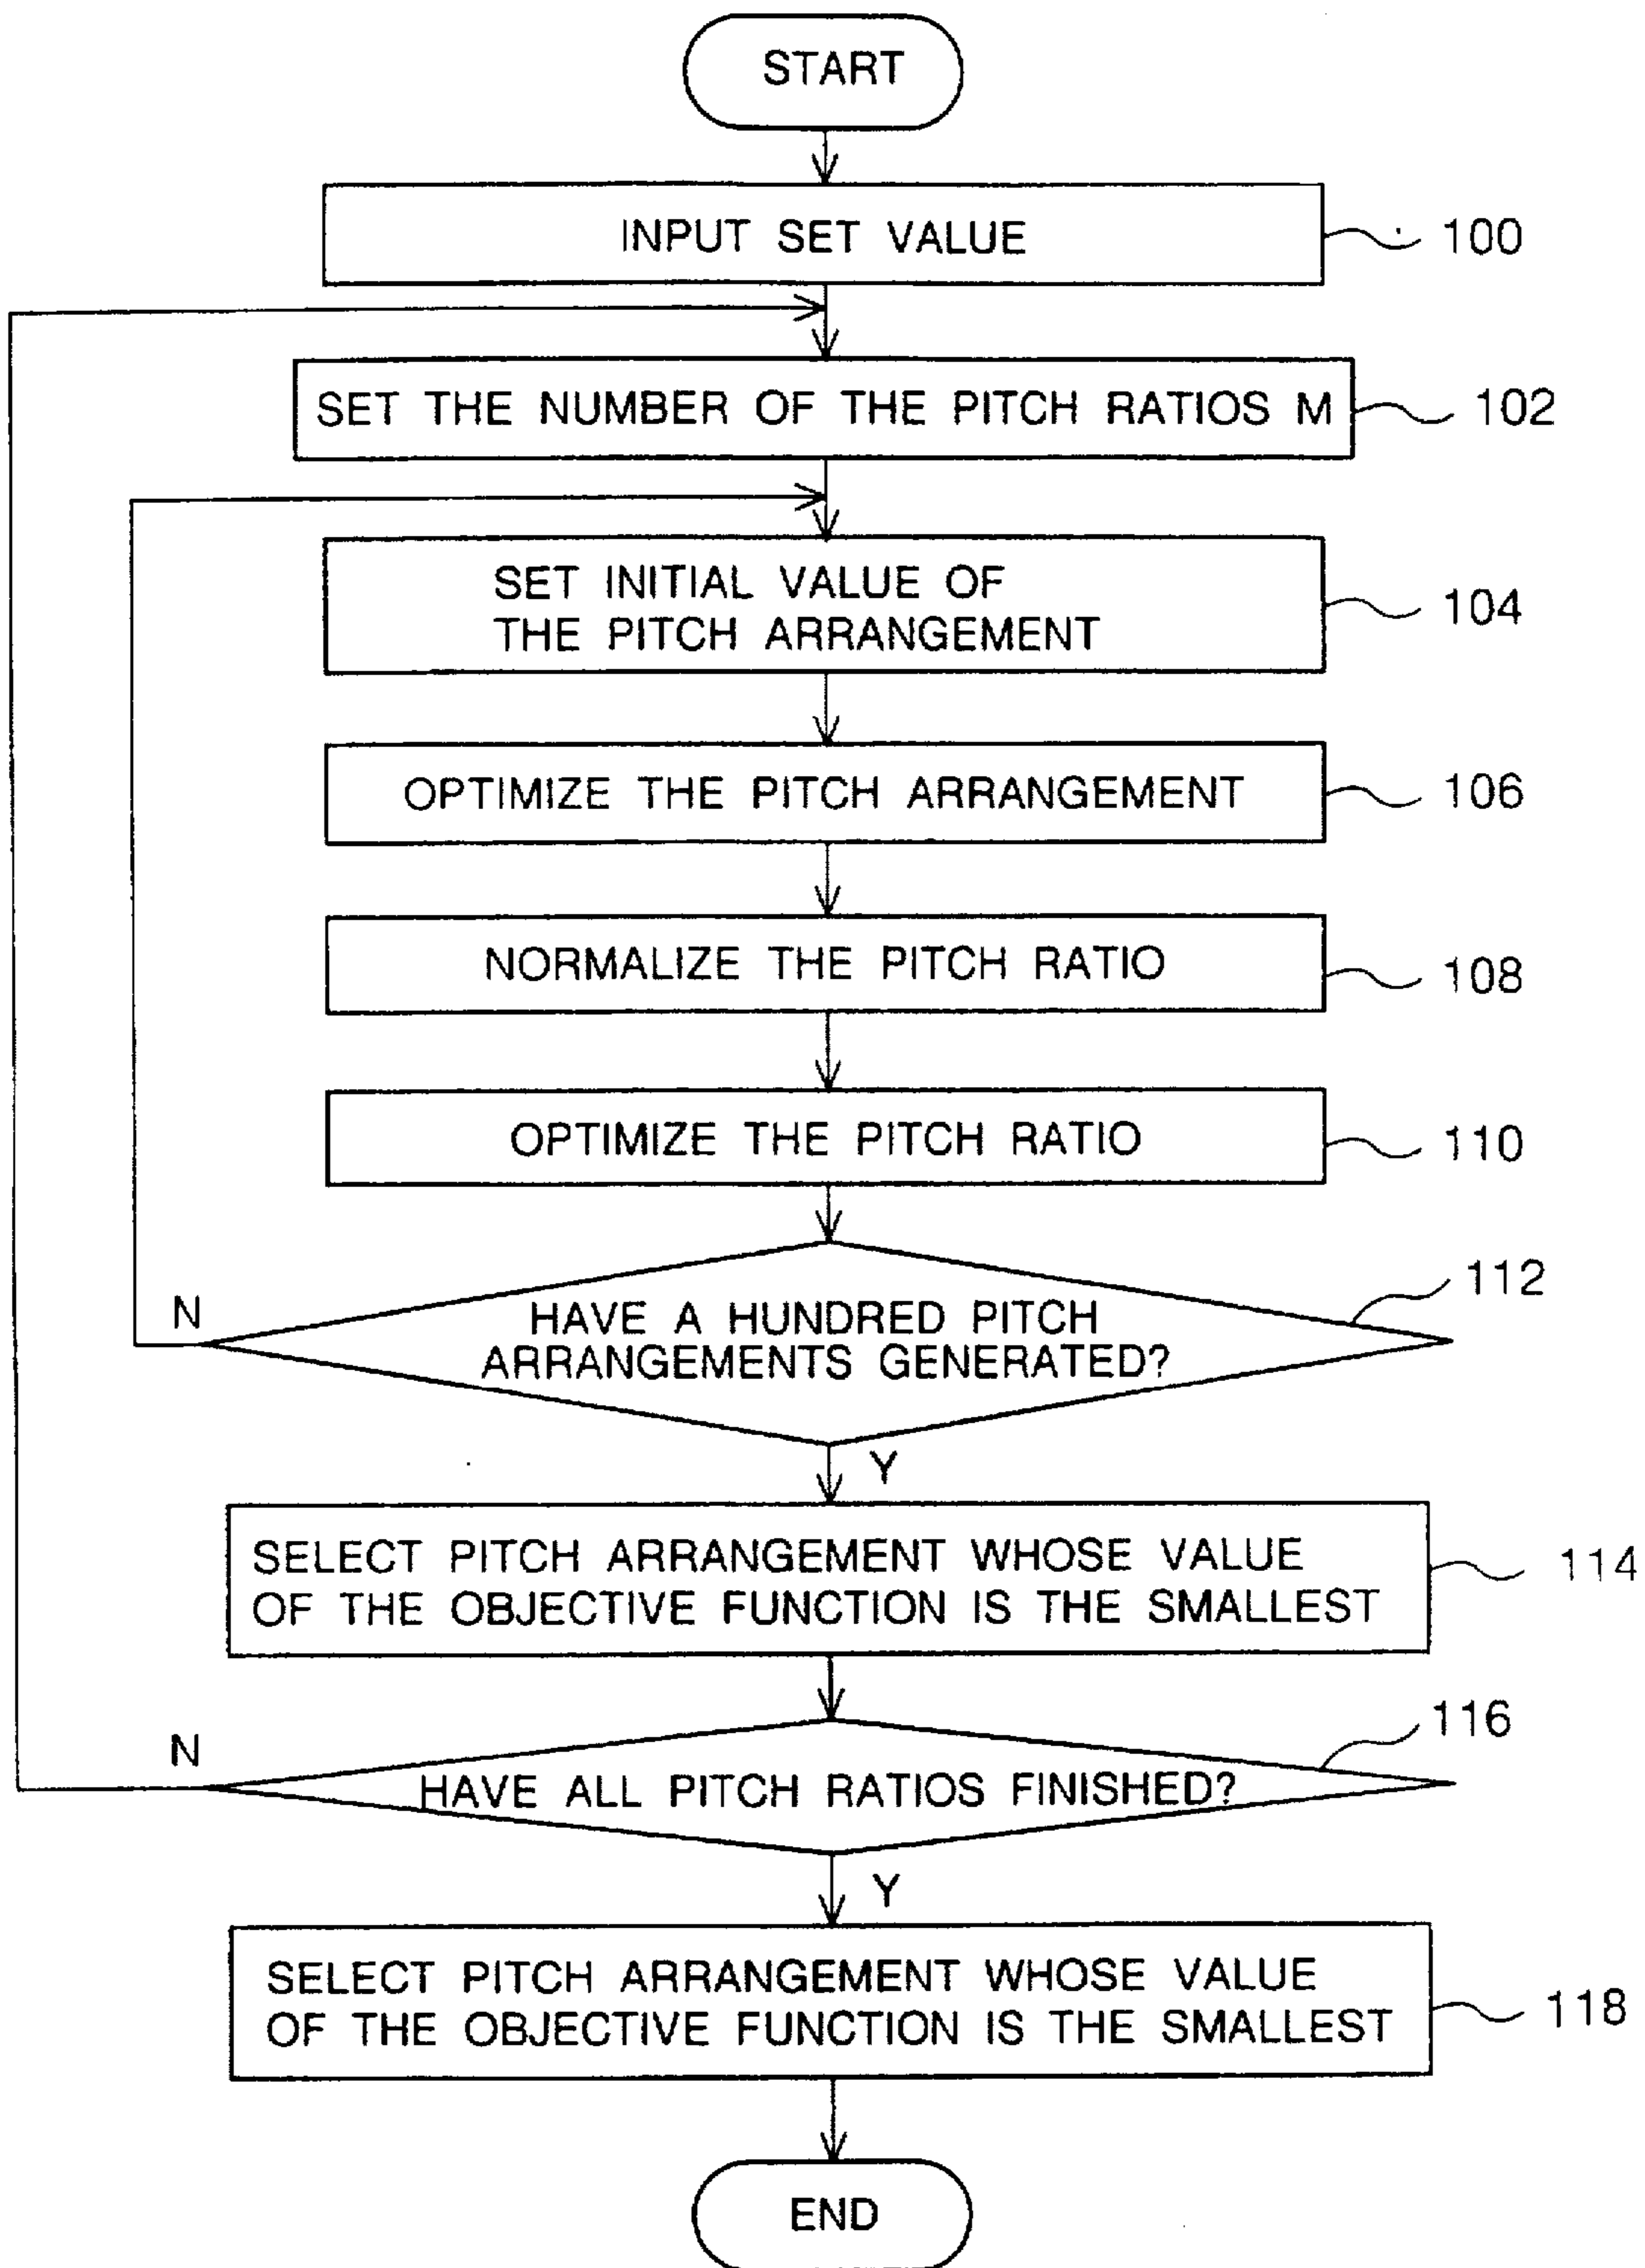 START
INPUT SET VALUE
100
SET THE NUMBER OF THE PITCH RATIOS M
102
SET INITIAL VALUE OF
THE PITCH ARRANGEMENT
104
OPTIMIZE THE PITCH ARRANGEMENT
106
NORMALIZE THE PITCH RATIO
108
OPTIMIZE THE PITCH RATIO
110
112
N
HAVE A HUNDRED PITCH
ARRANGEMENTS GENERATED?
Y
SELECT PITCH ARRANGEMENT WHOSE VALUE
OF THE OBJECTIVE FUNCTION IS THE SMALLEST
114
116
N
HAVE ALL PITCH RATIOS FINISHED?
Y
SELECT PITCH ARRANGEMENT WHOSE VALUE
OF THE OBJECTIVE FUNCTION IS THE SMALLEST
118
END